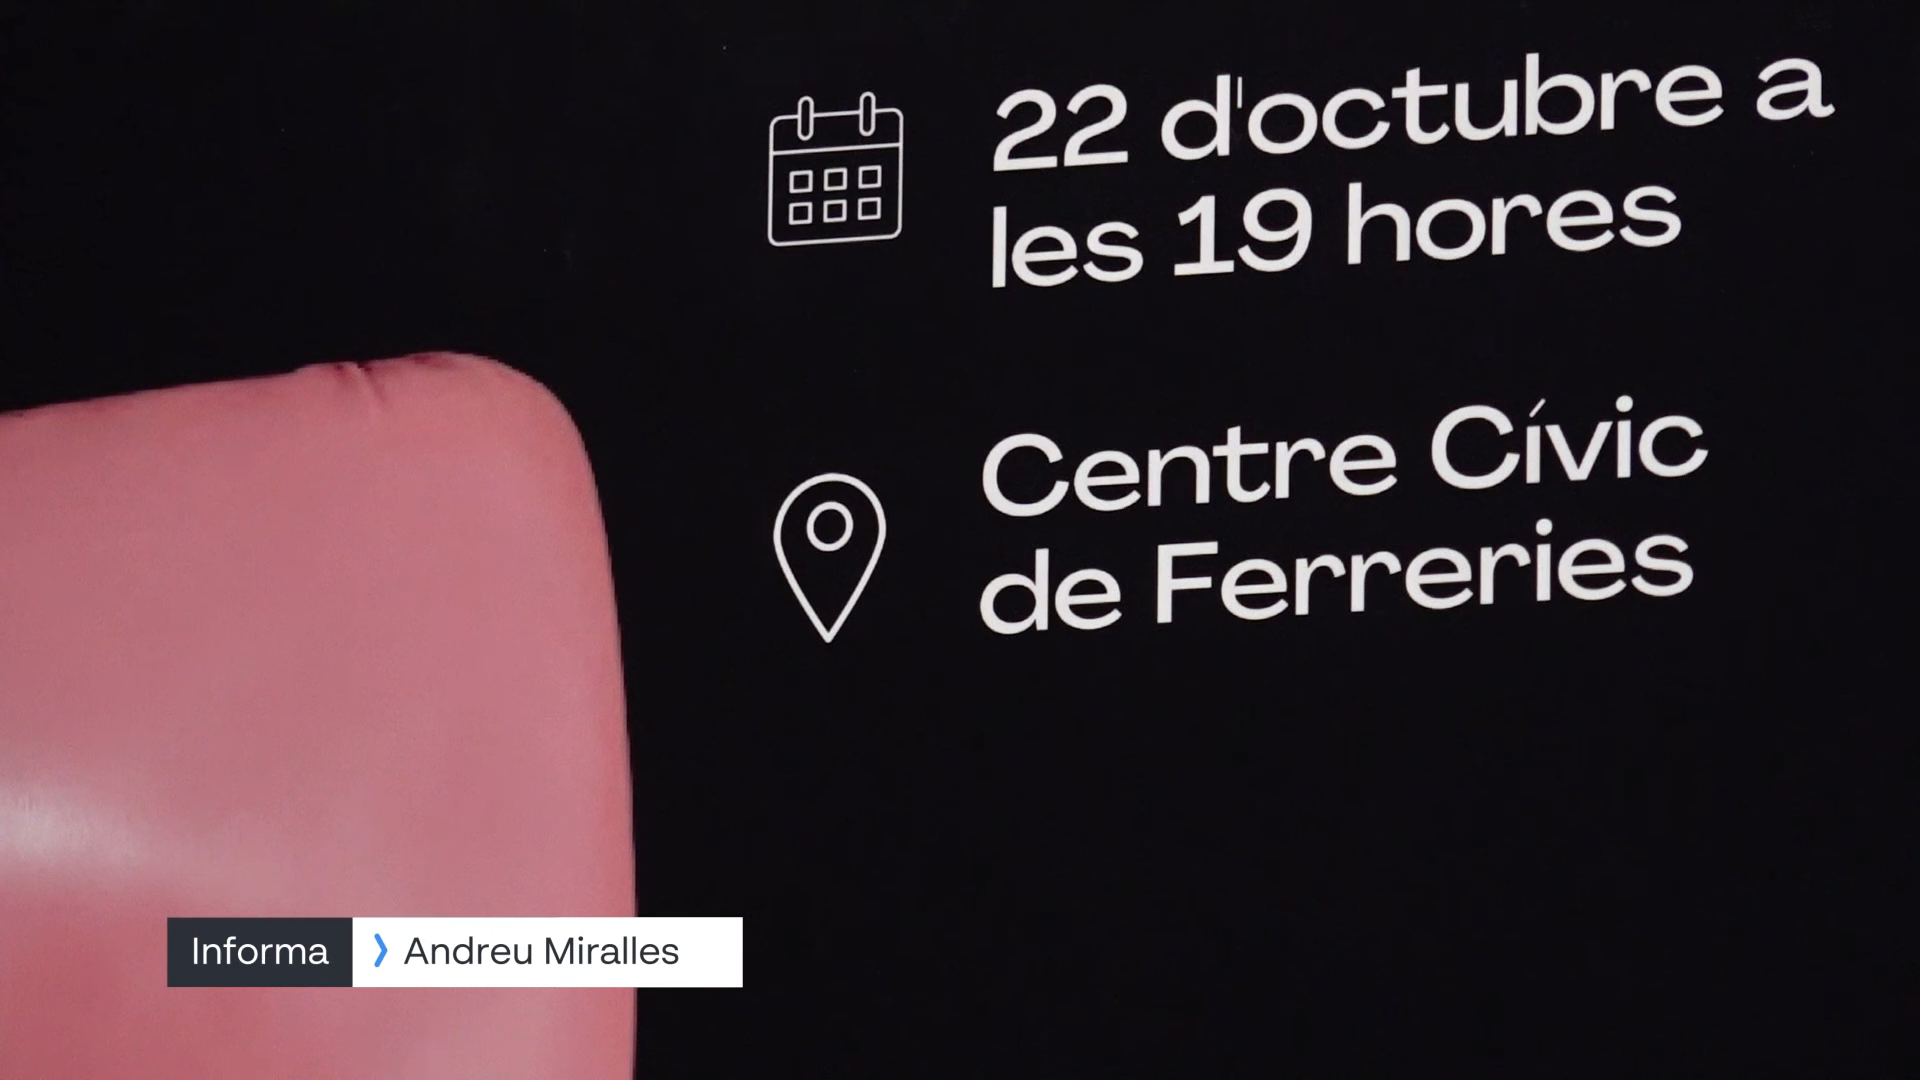 22 d'octubre a
les 19 hores
Centre Cívic
de Ferreries
Informa
Andreu Miralles